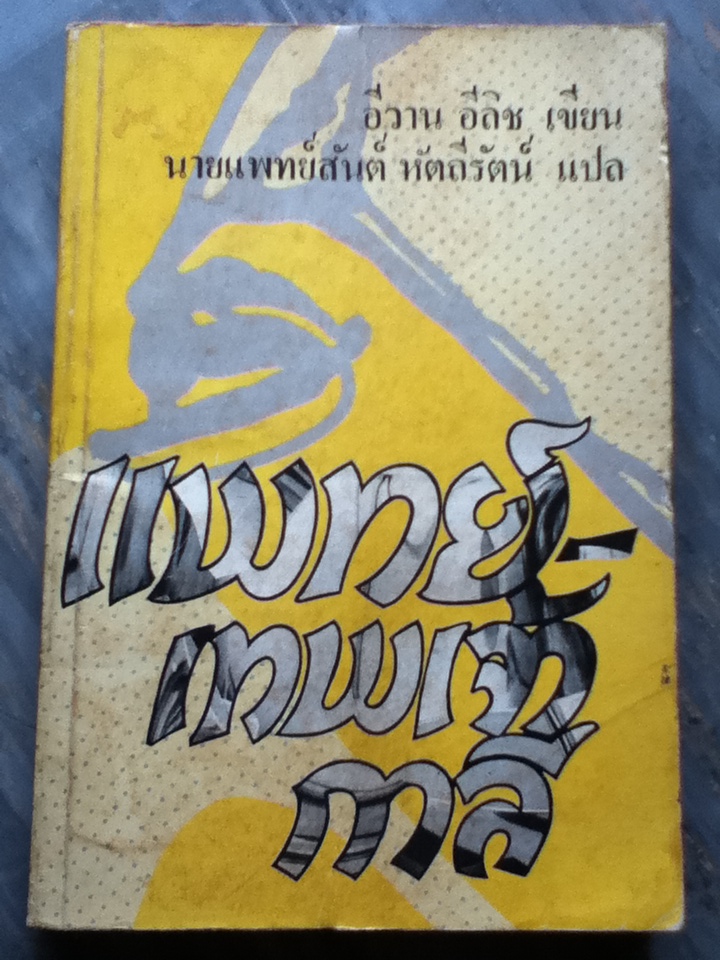 อีวาน อีลิช เขียน
นายแพทย์สันต์ หัตถีรัตน์ แปล
แพทย์-
เทพเจ้า
กาลี